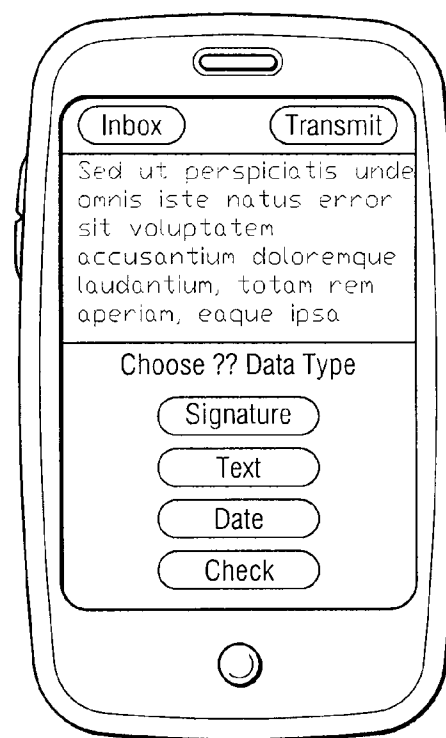 Inbox Transmit
Sed ut perspiciatis unde
omnis iste natus error
sit voluptatem
accusantium doloremque
laudantium, totam rem
aperiam, eaque ipsa
Choose ?? Data Type
Signature
Text
Date
Check